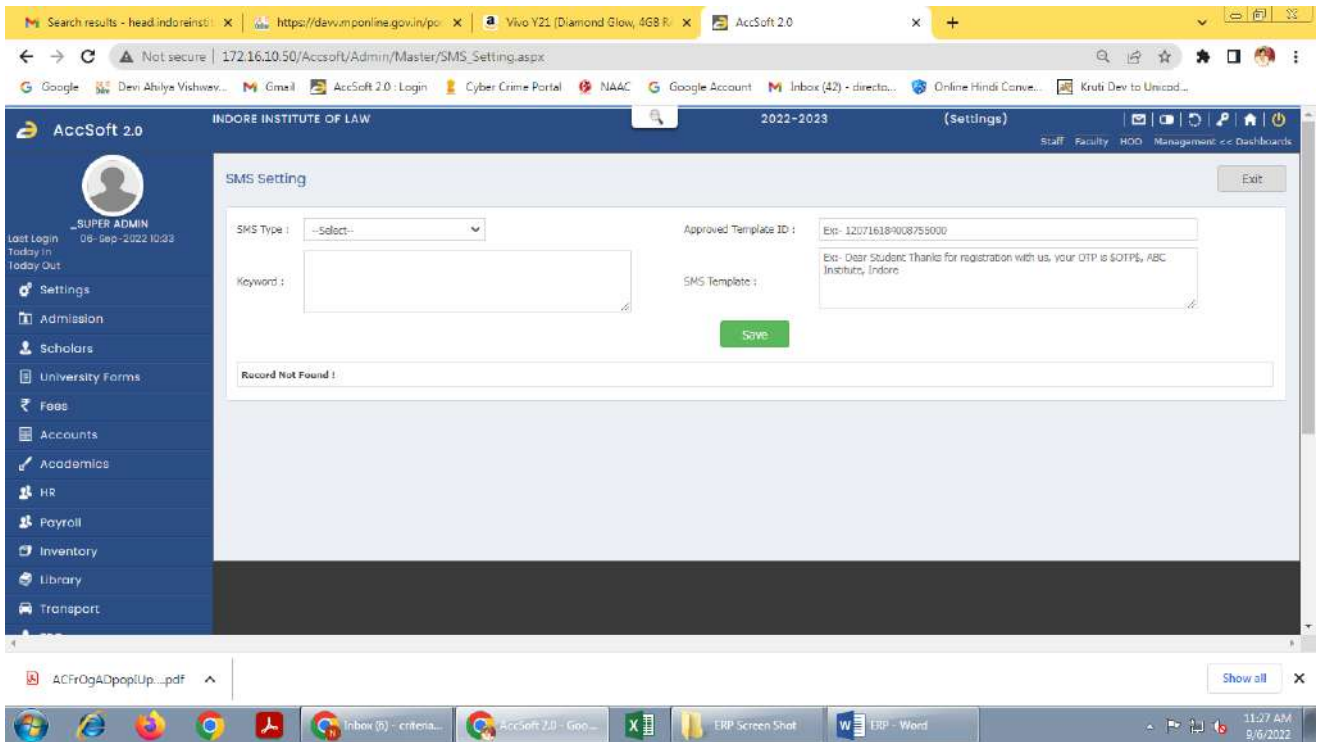 Search results - head.indoreinsti
https://davv.mponline.gov.in/po
Vivo Y21 (Diamond Glow, 4GB R
AccSoft 2.0
Not secure | 172.16.10.50/Accsoft/Admin/Master/SMS_Setting.aspx
Google Devi Ahilya Vishwav... Gmail AccSoft 2.0 : Login Cyber Crime Portal NAAC Google Account Inbox (42) - directo... Online Hindi Conve... Kruti Dev to Unicod...
AccSoft 2.0
INDORE INSTITUTE OF LAW 2022-2023 (Settings)
Staff Faculty HOD Management << Dashboards
_SUPER ADMIN
Last Login 06-Sep-2022 10:33
Today In
Today Out
Settings
Admission
Scholars
University Forms
₹ Fees
Accounts
Academics
HR
Payroll
Inventory
Library
Transport
SMS Setting Exit
SMS Type : --Select-- Approved Template ID : Ex:- 120716184008755000
Keyword : SMS Template : Ex:- Dear Student Thanks for registration with us, your OTP is $OTP$, ABC
Institute, Indore
Save
Record Not Found !
ACFrOgADpopIUp....pdf Show all
Inbox (6) - criteria... AccSoft 2.0 - Goo... ERP Screen Shot ERP - Word 11:27 AM
9/6/2022